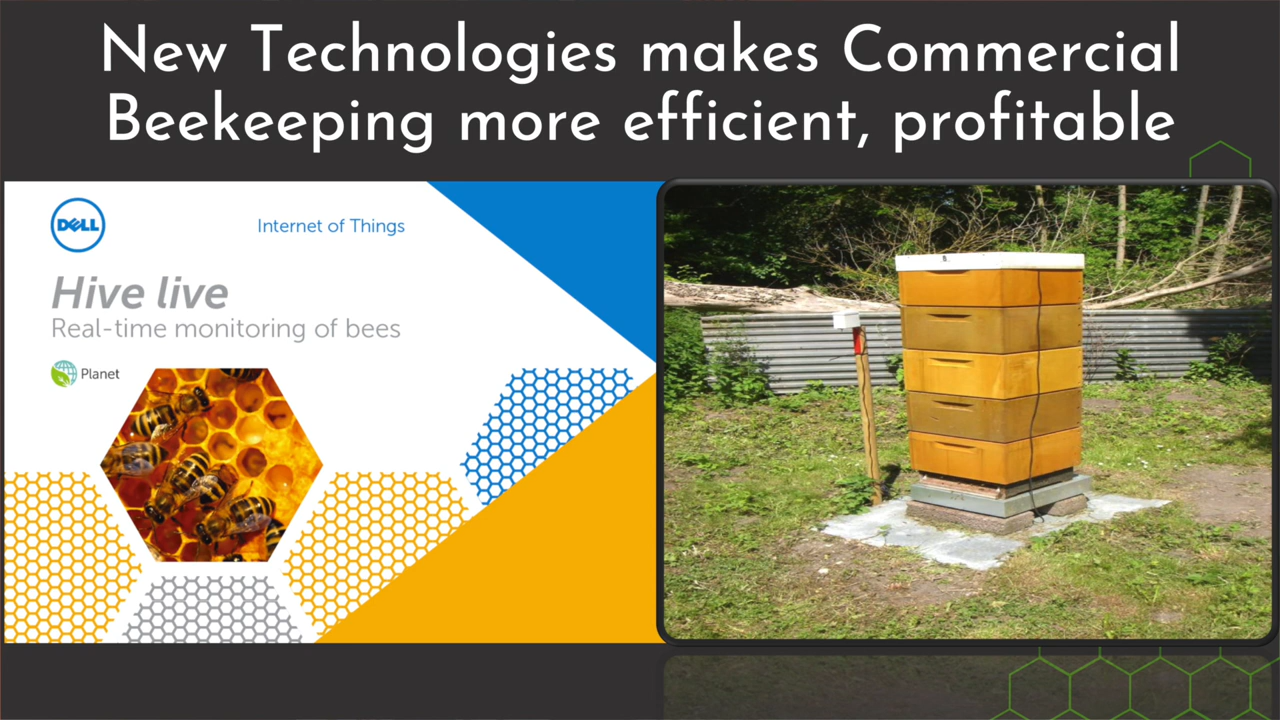 New Technologies makes Commercial
Beekeeping more efficient, profitable
DELL
Internet of Things
Hive live
Real-time monitoring of bees
Planet